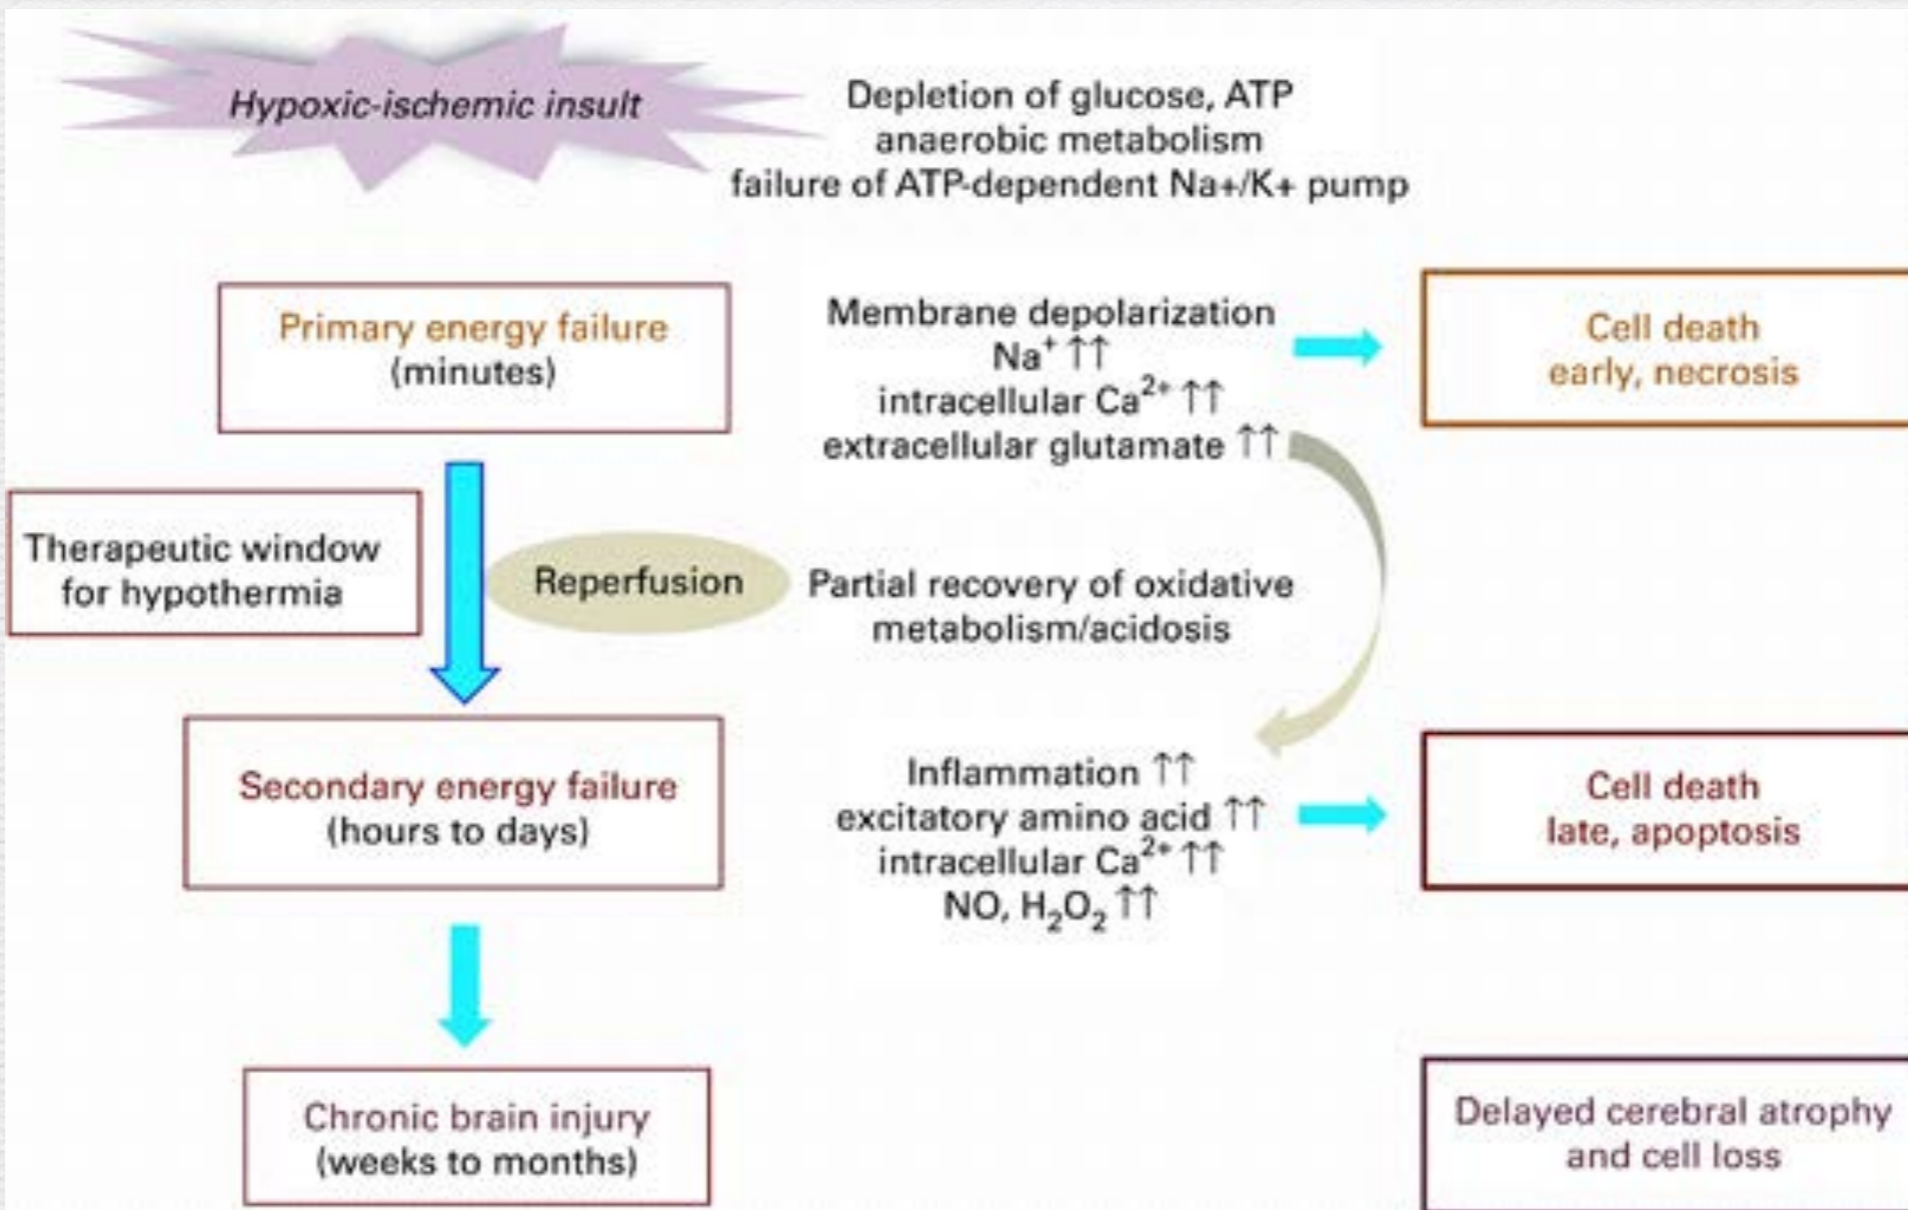 Hypoxic-ischemic insult
Depletion of glucose, ATP
anaerobic metabolism
failure of ATP-dependent Na+/K+ pump
Primary energy failure
(minutes)
Membrane depolarization
Na⁺ ↑↑
intracellular Ca²⁺ ↑↑
extracellular glutamate ↑↑
Cell death
early, necrosis
Therapeutic window
for hypothermia
Reperfusion
Partial recovery of oxidative
metabolism/acidosis
Secondary energy failure
(hours to days)
Inflammation ↑↑
excitatory amino acid ↑↑
intracellular Ca²⁺ ↑↑
NO, H₂O₂ ↑↑
Cell death
late, apoptosis
Chronic brain injury
(weeks to months)
Delayed cerebral atrophy
and cell loss